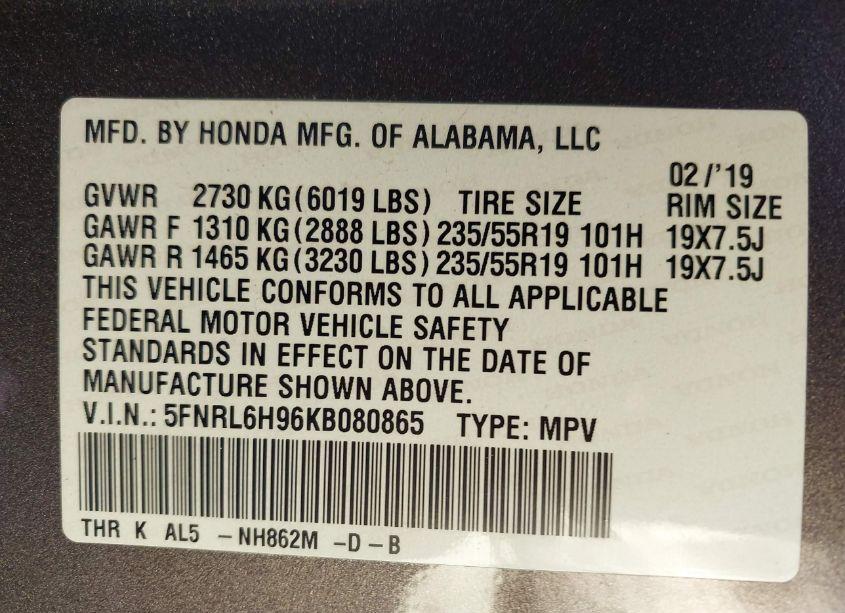 MFD. BY HONDA MFG. OF ALABAMA, LLC
02/'19
GVWR 2730 KG (6019 LBS) TIRE SIZE RIM SIZE
GAWR F 1310 KG (2888 LBS) 235/55R19 101H 19X7.5J
GAWR R 1465 KG (3230 LBS) 235/55R19 101H 19X7.5J
THIS VEHICLE CONFORMS TO ALL APPLICABLE
FEDERAL MOTOR VEHICLE SAFETY
STANDARDS IN EFFECT ON THE DATE OF
MANUFACTURE SHOWN ABOVE.
V.I.N.: 5FNRL6H96KB080865 TYPE: MPV
THR K AL5 -NH862M -D-B